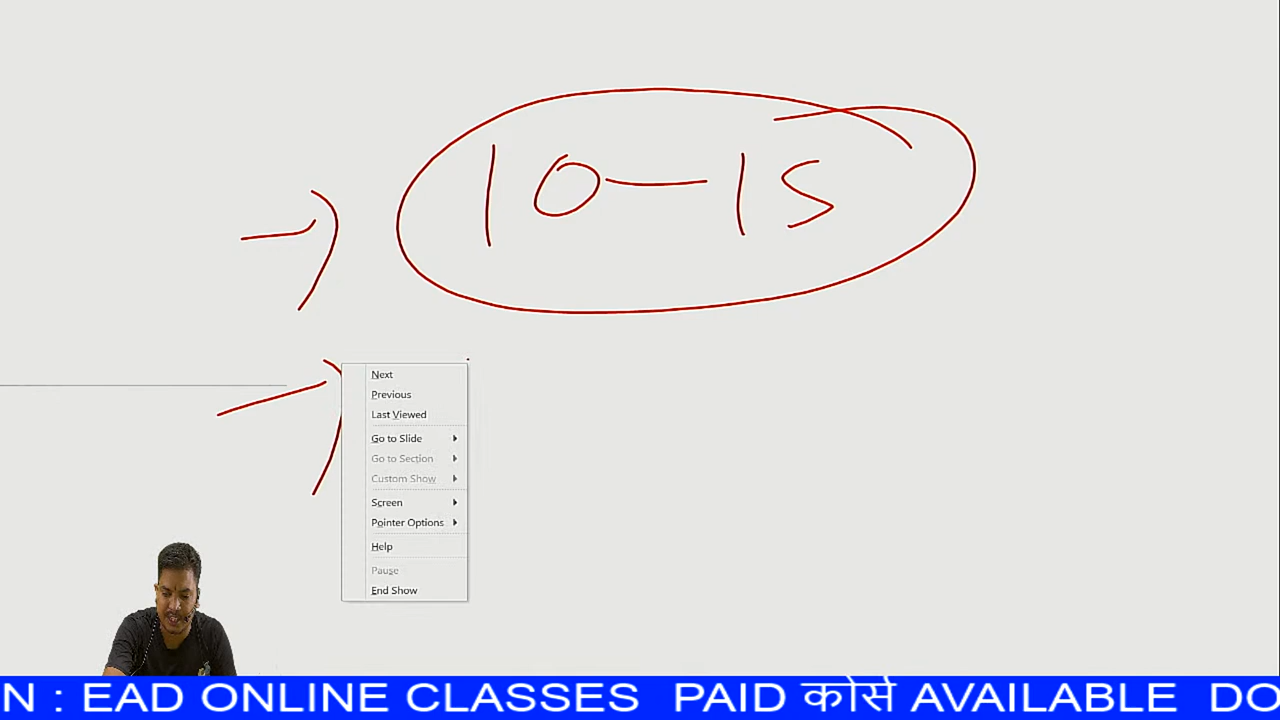 10-15
Next
Previous
Last Viewed
Go to Slide
Go to Section
Custom Show
Screen
Pointer Options
Help
Pause
End Show
N : EAD ONLINE CLASSES PAID कोर्स AVAILABLE DO